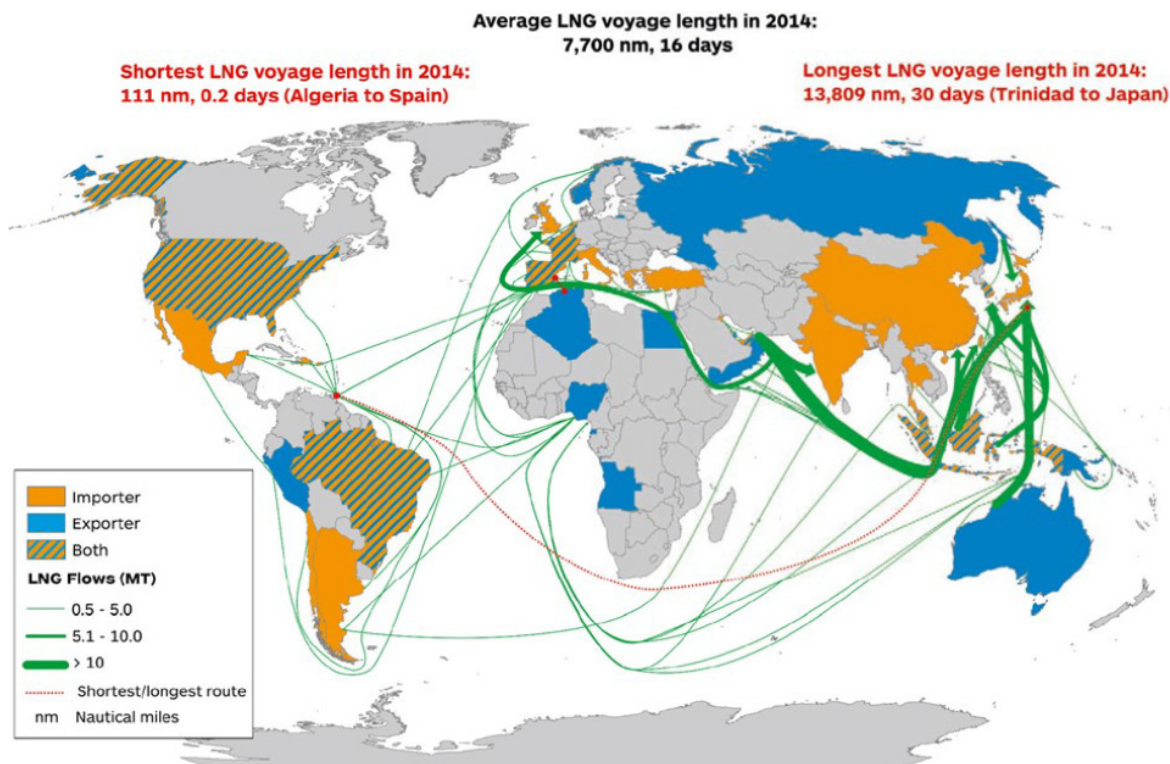 Average LNG voyage length in 2014:
7,700 nm, 16 days
Shortest LNG voyage length in 2014:
111 nm, 0.2 days (Algeria to Spain)
Longest LNG voyage length in 2014:
13,809 nm, 30 days (Trinidad to Japan)
Importer
Exporter
Both
LNG Flows (MT)
0.5 - 5.0
5.1 - 10.0
> 10
Shortest/longest route
nm Nautical miles